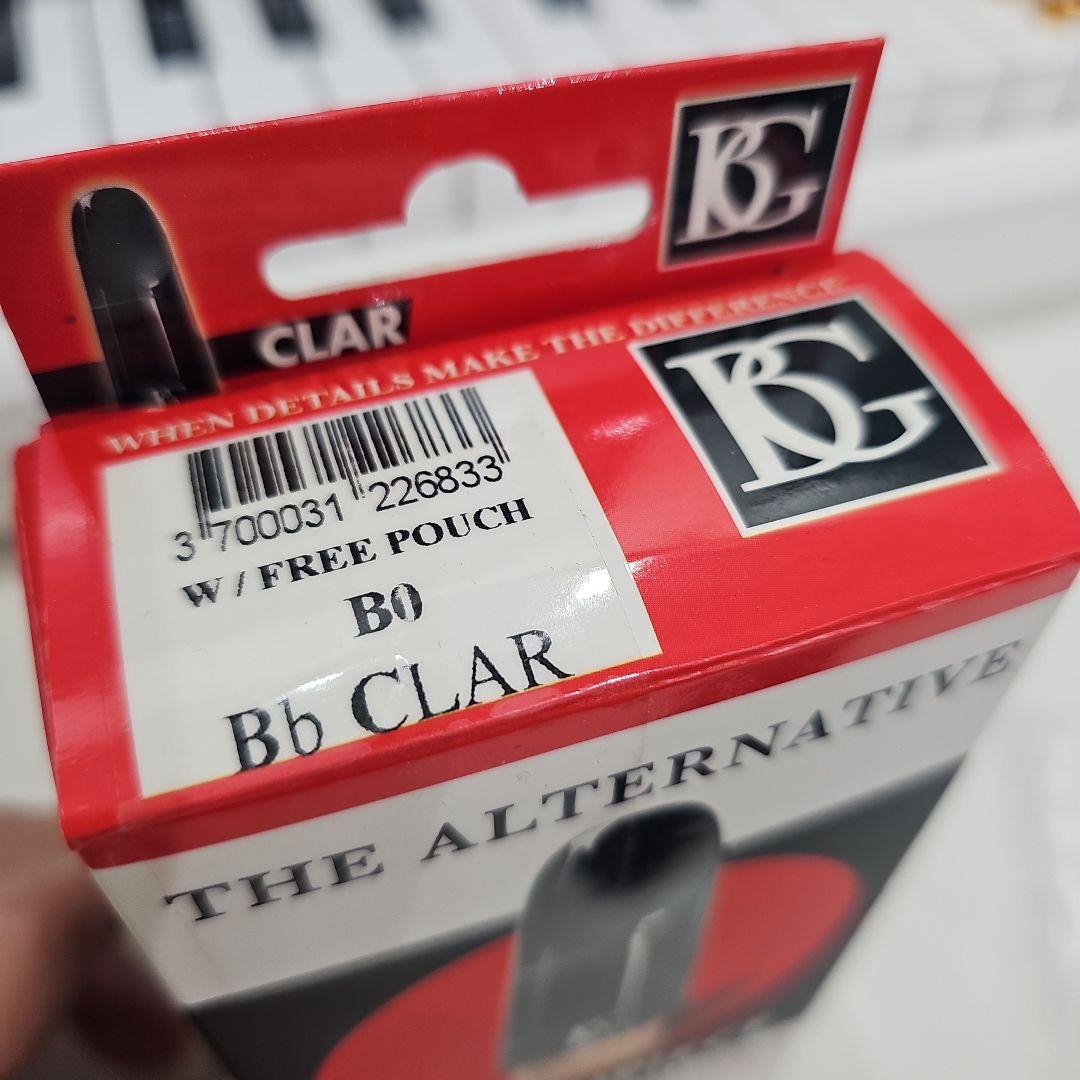 BG
CLAR
WHEN DETAILS MAKE THE DIFFERENCE
BG
3 700031 226833
W / FREE POUCH
B0
Bb CLAR
THE ALTERNATIVE